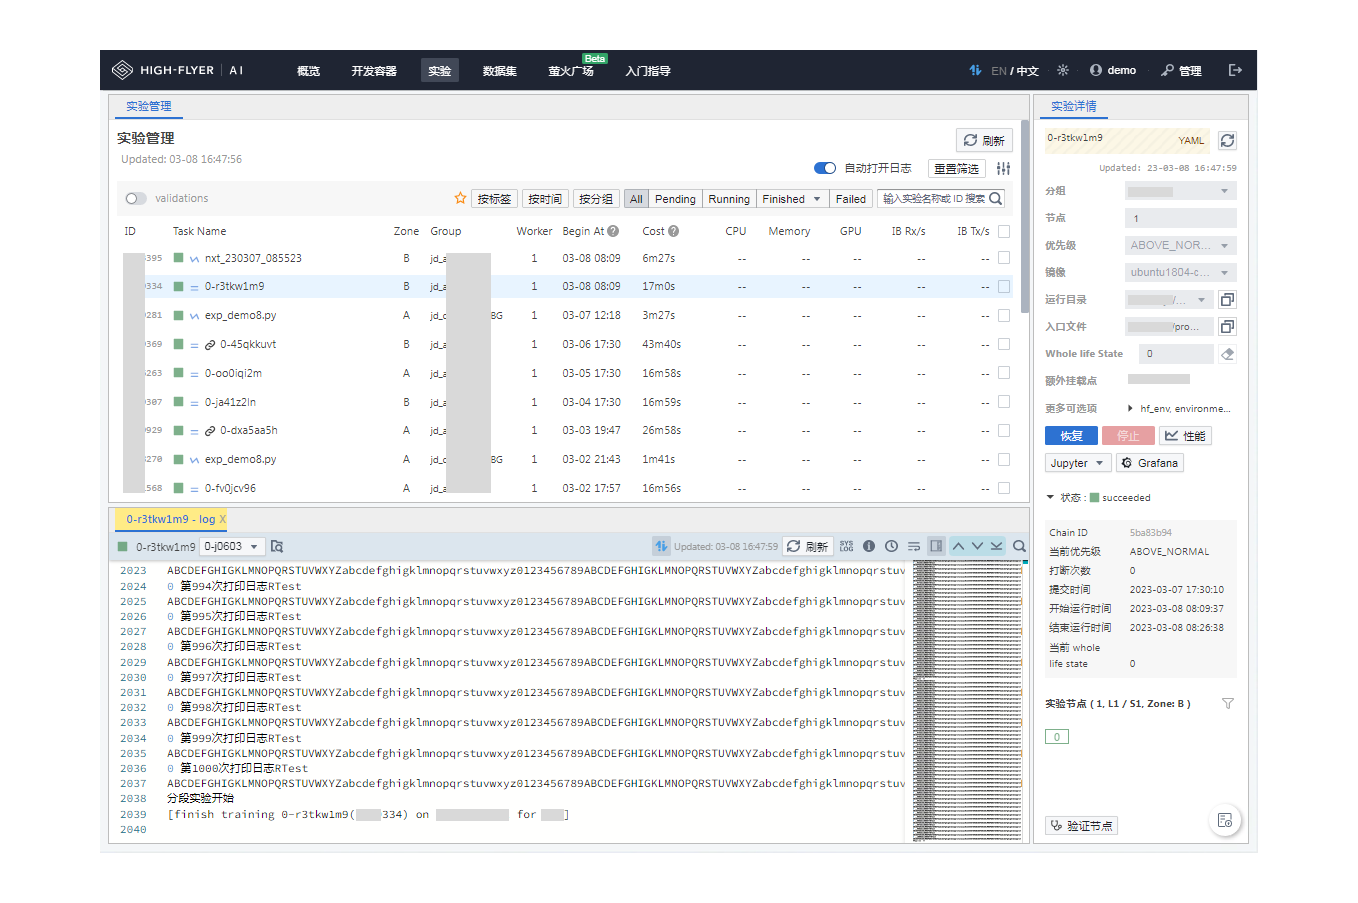 HIGH-FLYER | AI 概览 开发容器 实验 数据集 萤火广场 Beta 入门指导 EN / 中文 demo 管理
实验管理
实验管理
刷新
Updated: 03-08 16:47:56
自动打开日志 重置筛选
validations 按标签 按时间 按分组 All Pending Running Finished Failed 输入实验名称或 ID 搜索
ID Task Name Zone Group Worker Begin At Cost CPU Memory GPU IB Rx/s IB Tx/s
395 nxt_230307_085523 B jd_ 1 03-08 08:09 6m27s -- -- -- -- --
334 0-r3tkw1m9 B jd_ 1 03-08 08:09 17m0s -- -- -- -- --
281 exp_demo8.py A jd_ BG 1 03-07 12:18 3m27s -- -- -- -- --
369 0-45qkkuvt B jd_ 1 03-06 17:30 43m40s -- -- -- -- --
263 0-oo0iqi2m A jd_ 1 03-05 17:30 16m58s -- -- -- -- --
307 0-ja41z2ln B jd_ 1 03-04 17:30 16m59s -- -- -- -- --
929 0-dxa5aa5h A jd_ 1 03-03 19:47 26m58s -- -- -- -- --
270 exp_demo8.py A jd_ BG 1 03-02 21:43 1m41s -- -- -- -- --
568 0-fv0jcv96 A jd_ 1 03-02 17:57 16m56s -- -- -- -- --
0-r3tkw1m9 - log X
0-r3tkw1m9 0-j0603 Updated: 03-08 16:47:59 刷新 SYS LOG
2023 ABCDEFGHIGKLMNOPQRSTUVWXYZabcdefghigklmnopqrstuvwxyz0123456789ABCDEFGHIGKLMNOPQRSTUVWXYZabcdefghigklmnopqrstuv
2024 0 第994次打印日志RTest
2025 ABCDEFGHIGKLMNOPQRSTUVWXYZabcdefghigklmnopqrstuvwxyz0123456789ABCDEFGHIGKLMNOPQRSTUVWXYZabcdefghigklmnopqrstuv
2026 0 第995次打印日志RTest
2027 ABCDEFGHIGKLMNOPQRSTUVWXYZabcdefghigklmnopqrstuvwxyz0123456789ABCDEFGHIGKLMNOPQRSTUVWXYZabcdefghigklmnopqrstuv
2028 0 第996次打印日志RTest
2029 ABCDEFGHIGKLMNOPQRSTUVWXYZabcdefghigklmnopqrstuvwxyz0123456789ABCDEFGHIGKLMNOPQRSTUVWXYZabcdefghigklmnopqrstuv
2030 0 第997次打印日志RTest
2031 ABCDEFGHIGKLMNOPQRSTUVWXYZabcdefghigklmnopqrstuvwxyz0123456789ABCDEFGHIGKLMNOPQRSTUVWXYZabcdefghigklmnopqrstuv
2032 0 第998次打印日志RTest
2033 ABCDEFGHIGKLMNOPQRSTUVWXYZabcdefghigklmnopqrstuvwxyz0123456789ABCDEFGHIGKLMNOPQRSTUVWXYZabcdefghigklmnopqrstuv
2034 0 第999次打印日志RTest
2035 ABCDEFGHIGKLMNOPQRSTUVWXYZabcdefghigklmnopqrstuvwxyz0123456789ABCDEFGHIGKLMNOPQRSTUVWXYZabcdefghigklmnopqrstuv
2036 0 第1000次打印日志RTest
2037 ABCDEFGHIGKLMNOPQRSTUVWXYZabcdefghigklmnopqrstuvwxyz0123456789ABCDEFGHIGKLMNOPQRSTUVWXYZabcdefghigklmnopqrstuv
2038 分段实验开始
2039 [finish training 0-r3tkw1m9( 334) on for ]
2040
实验详情
0-r3tkw1m9 YAML
Updated: 23-03-08 16:47:59
分组
节点 1
优先级 ABOVE_NOR...
镜像 ubuntu1804-c...
运行目录 /...
入口文件 /pro...
Whole life State 0
额外挂载点
更多可选项 hf_env, environme...
恢复 停止 性能
Jupyter Grafana
状态 : succeeded
Chain ID 5ba83b94
当前优先级 ABOVE_NORMAL
打断次数 0
提交时间 2023-03-07 17:30:10
开始运行时间 2023-03-08 08:09:37
结束运行时间 2023-03-08 08:26:38
当前 whole
life state 0
实验节点 ( 1, L1 / S1, Zone: B )
0
验证节点